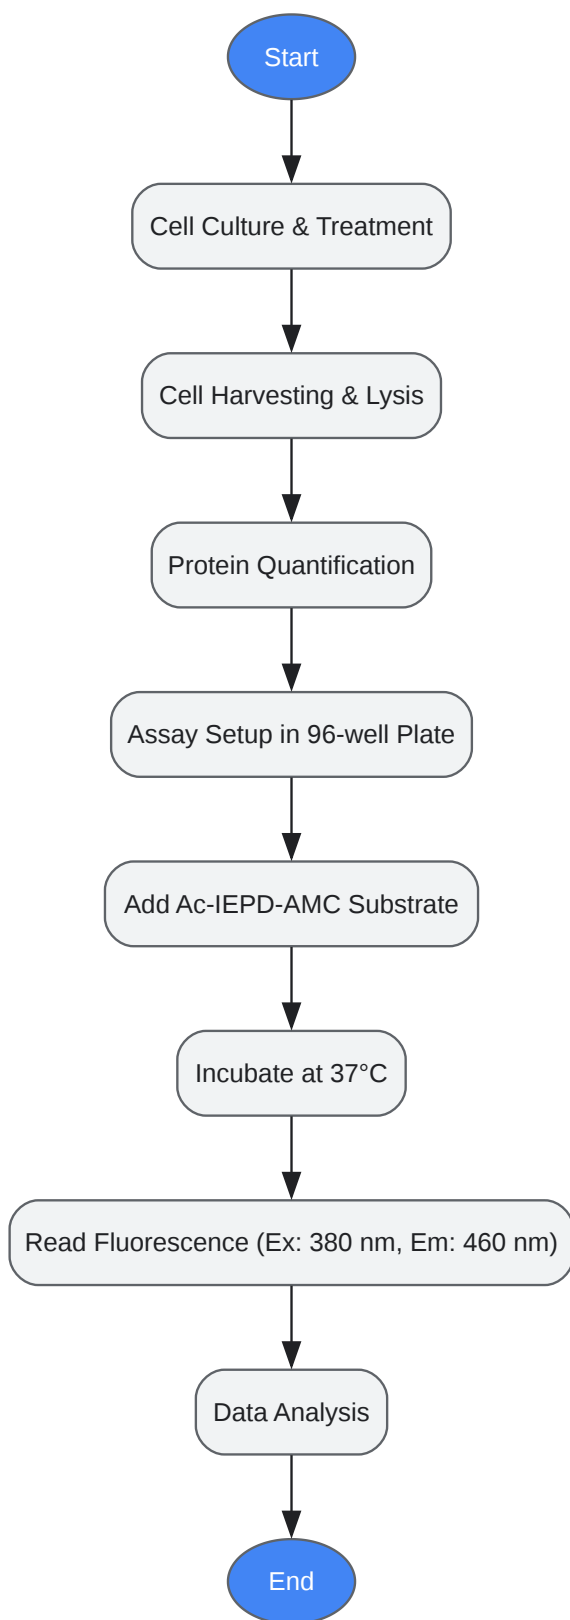 Start
Cell Culture & Treatment
Cell Harvesting & Lysis
Protein Quantification
Assay Setup in 96-well Plate
Add Ac-IEPD-AMC Substrate
Incubate at 37°C
Read Fluorescence (Ex: 380 nm, Em: 460 nm)
Data Analysis
End